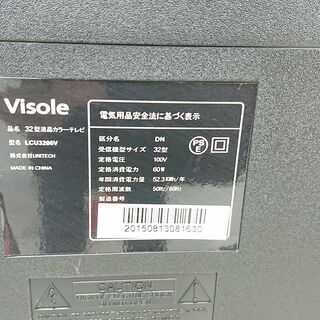 Visole
品名 32型液晶カラーテレビ
型名 LCU3206V
株式会社UNITECH
MADE IN CHINA
電気用品安全法に基づく表示
区分名 DN
受信機型サイズ 32型
定格電圧 100V
定格消費電力 60W
年間消費電力量 52.3KWh/年
定格周波数 50Hz/60Hz
製造番号
PS
E
20150813081630
CAUTION